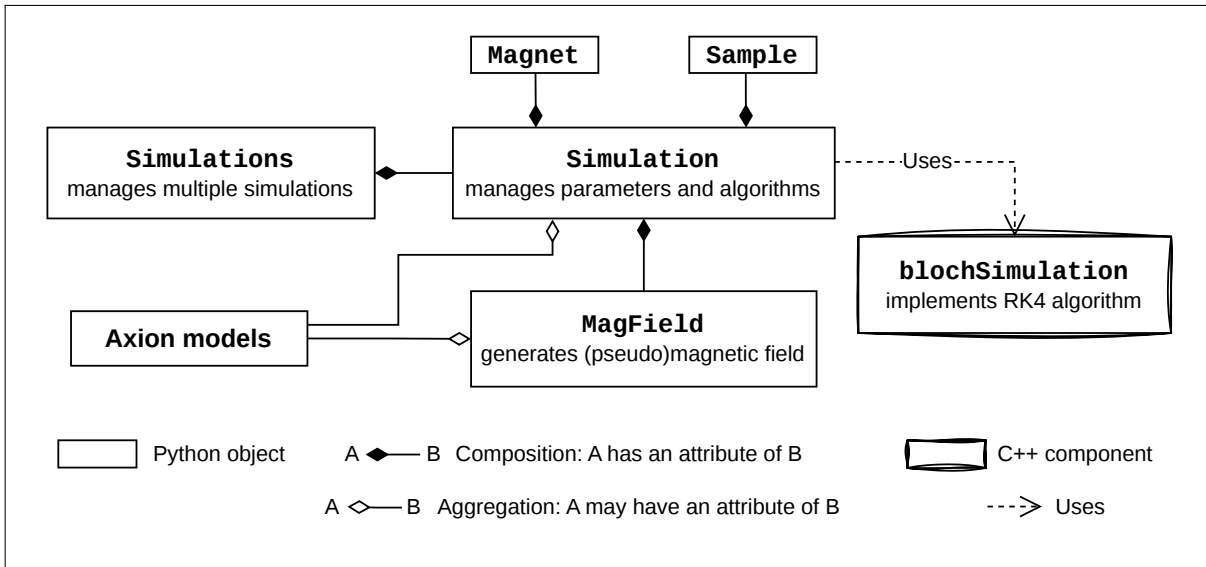 Magnet
Sample
Simulations
manages multiple simulations
Simulation
manages parameters and algorithms
Uses
blochSimulation
implements RK4 algorithm
Axion models
MagField
generates (pseudo)magnetic field
Python object
A B Composition: A has an attribute of B
C++ component
A B Aggregation: A may have an attribute of B
Uses